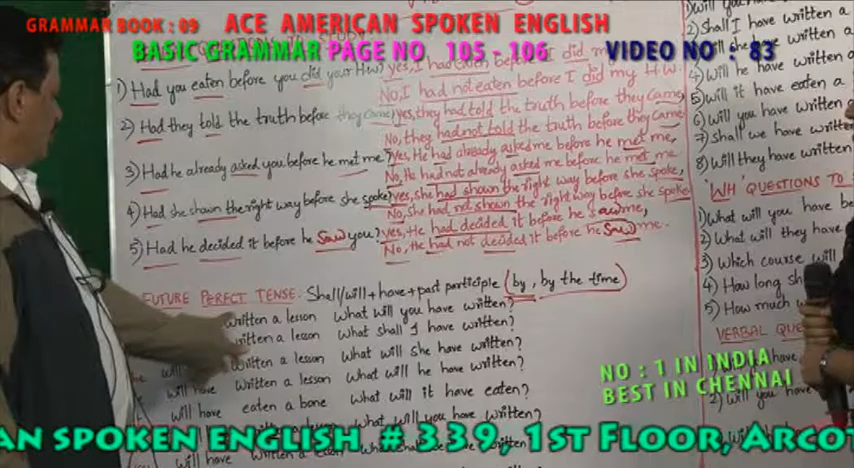 GRAMMAR BOOK : 09 ACE AMERICAN SPOKEN ENGLISH
BASIC GRAMMAR PAGE NO 105 - 106 VIDEO NO : 83
1) Had you eaten before you did your HW) yes, I had eaten before I did m
No, I had not eaten before I did my HW.
2) Had they told the truth before they came) yes, they had told the truth before they came,
No, they had not told the truth before they came
3) Had he already asked you before he met me? Yes, He had already asked me before he met me,
No, He had not already asked me before he met me
4) Had she shown the right way before she spoke? yes, she had shown the right way before she spoke,
No, she had not shown the right way before she spoke
5) Had he decided it before he saw you? yes, He had decided it before he saw me,
No, He had not decided it before he saw me.
FUTURE PERFECT TENSE. Shall/will + have + past participle (by, by the time)
written a lesson What will you have written?
written a lesson What shall I have written?
written a lesson What will she have written?
will have written a lesson What will he have written?
will have eaten a bone What will it have eaten?
What will you have written?
will have
2) Shall I have written a
she have written a
4) Will he have written a
5) Will it have eaten a
6) Will you have written
7) Shall we have written
8) Will they have written
'WH' QUESTIONS TO
1) What will you have be
2) What will they have
3) Which course will
4) How long sh
5) How much w
VERBAL QUE
have
2) Will you have
NO : 1 IN INDIA
BEST IN CHENNAI
AN SPOKEN ENGLISH # 339, 1ST FLOOR, ARCOT